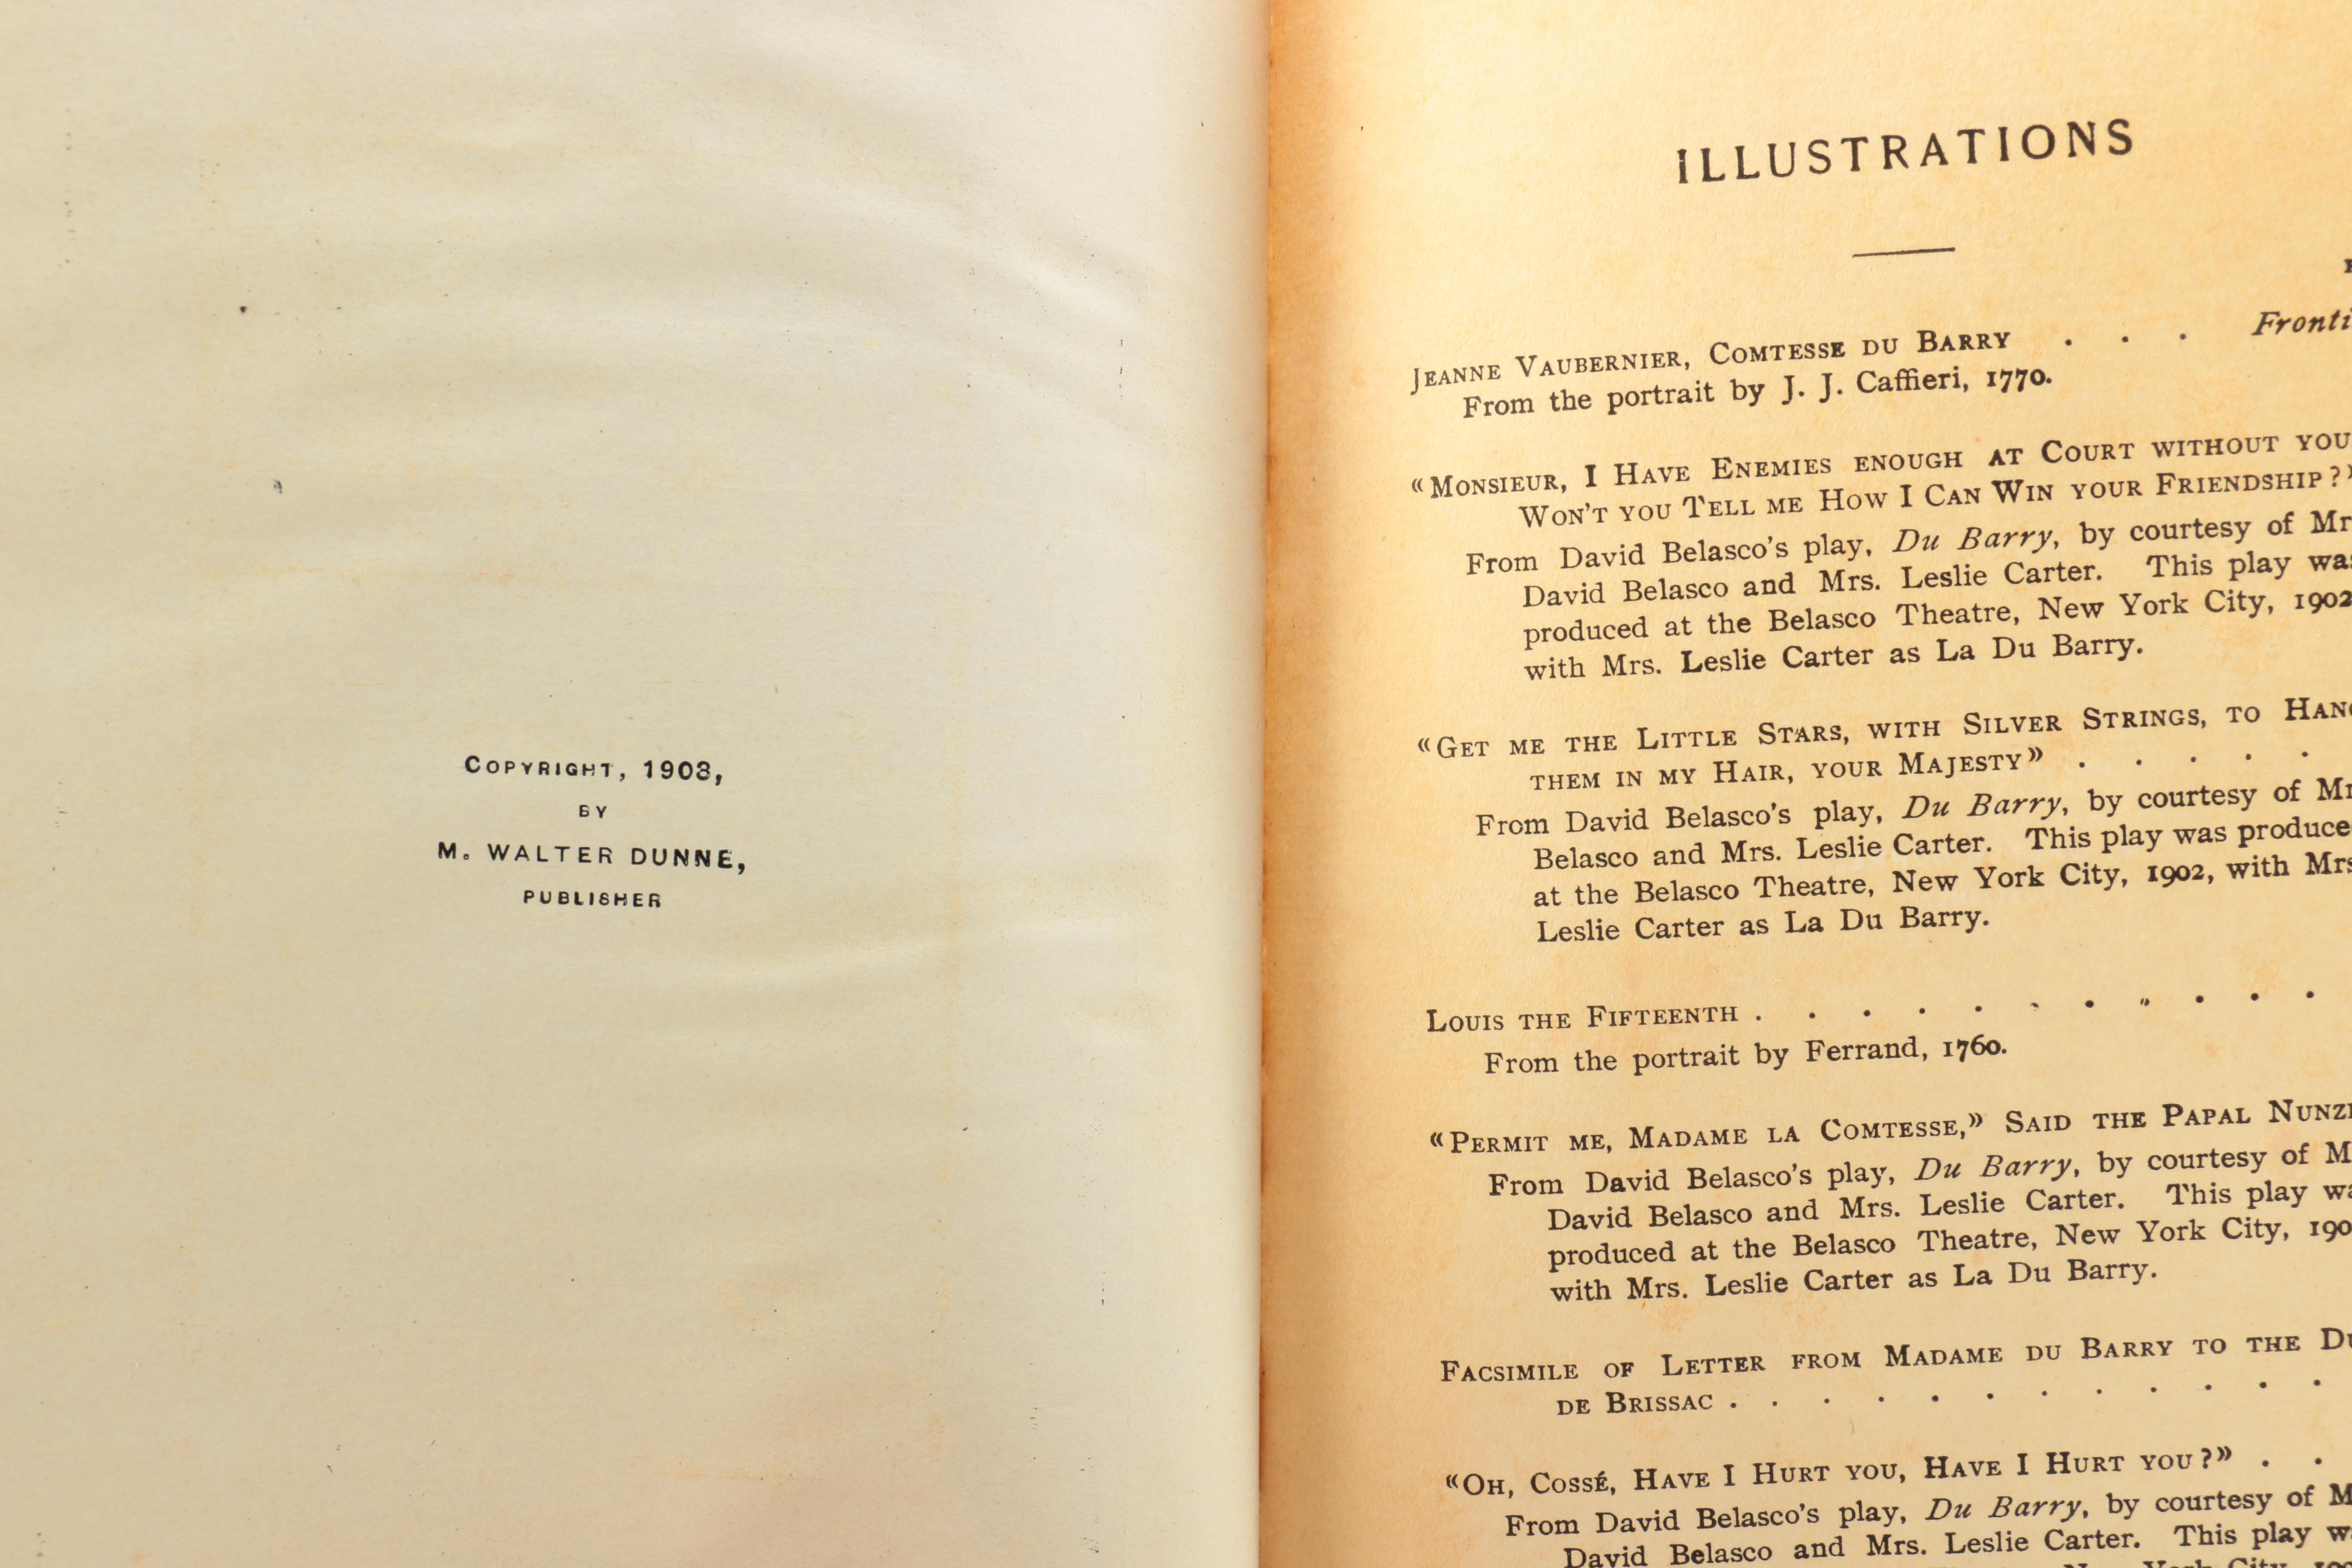 COPYRIGHT, 1903,
BY
M. WALTER DUNNE,
PUBLISHER
ILLUSTRATIONS
JEANNE VAUBERNIER, COMTESSE DU BARRY . . .
From the portrait by J. J. Caffieri, 1770.
«MONSIEUR, I HAVE ENEMIES ENOUGH AT COURT WITHOUT YOU
WON'T YOU TELL ME HOW I CAN WIN YOUR FRIENDSHIP?»
From David Belasco's play, Du Barry, by courtesy of Mr
David Belasco and Mrs. Leslie Carter. This play was
produced at the Belasco Theatre, New York City, 1902
with Mrs. Leslie Carter as La Du Barry.
«GET ME THE LITTLE STARS, WITH SILVER STRINGS, TO HANG
THEM IN MY HAIR, YOUR MAJESTY» . . . . .
From David Belasco's play, Du Barry, by courtesy of Mr
Belasco and Mrs. Leslie Carter. This play was produce
at the Belasco Theatre, New York City, 1902, with Mrs
Leslie Carter as La Du Barry.
LOUIS THE FIFTEENTH . . . . . . . . . . .
From the portrait by Ferrand, 1760.
«PERMIT ME, MADAME LA COMTESSE,» SAID THE PAPAL NUNZI
From David Belasco's play, Du Barry, by courtesy of M
David Belasco and Mrs. Leslie Carter. This play wa
produced at the Belasco Theatre, New York City, 190
with Mrs. Leslie Carter as La Du Barry.
FACSIMILE OF LETTER FROM MADAME DU BARRY TO THE DU
DE BRISSAC . . . . . . . . . . . .
«OH, COSSÉ, HAVE I HURT YOU, HAVE I HURT YOU?» . .
From David Belasco's play, Du Barry, by courtesy of M
David Belasco and Mrs. Leslie Carter. This play w
New York City,